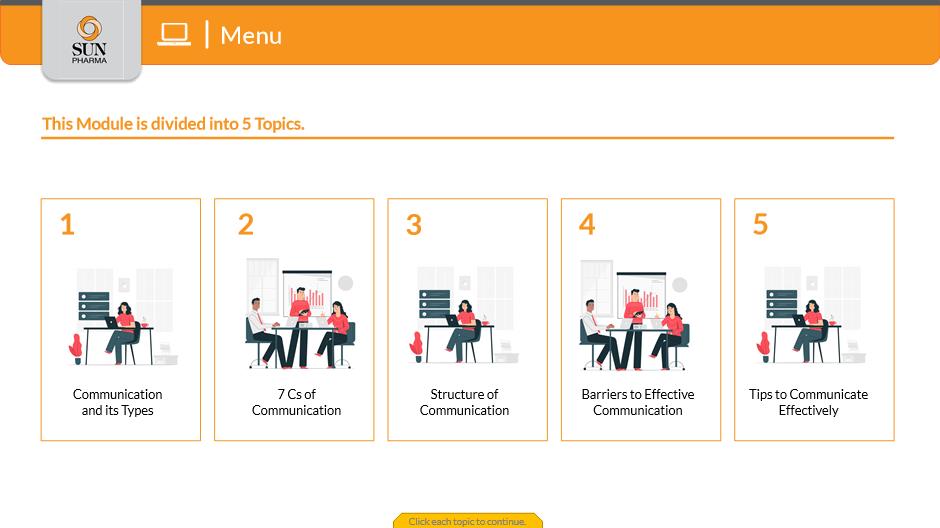 SUN
PHARMA
Menu
This Module is divided into 5 Topics.
1
2
3
4
5
Communication
and its Types
7 Cs of
Communication
Structure of
Communication
Barriers to Effective
Communication
Tips to Communicate
Effectively
Click each topic to continue.